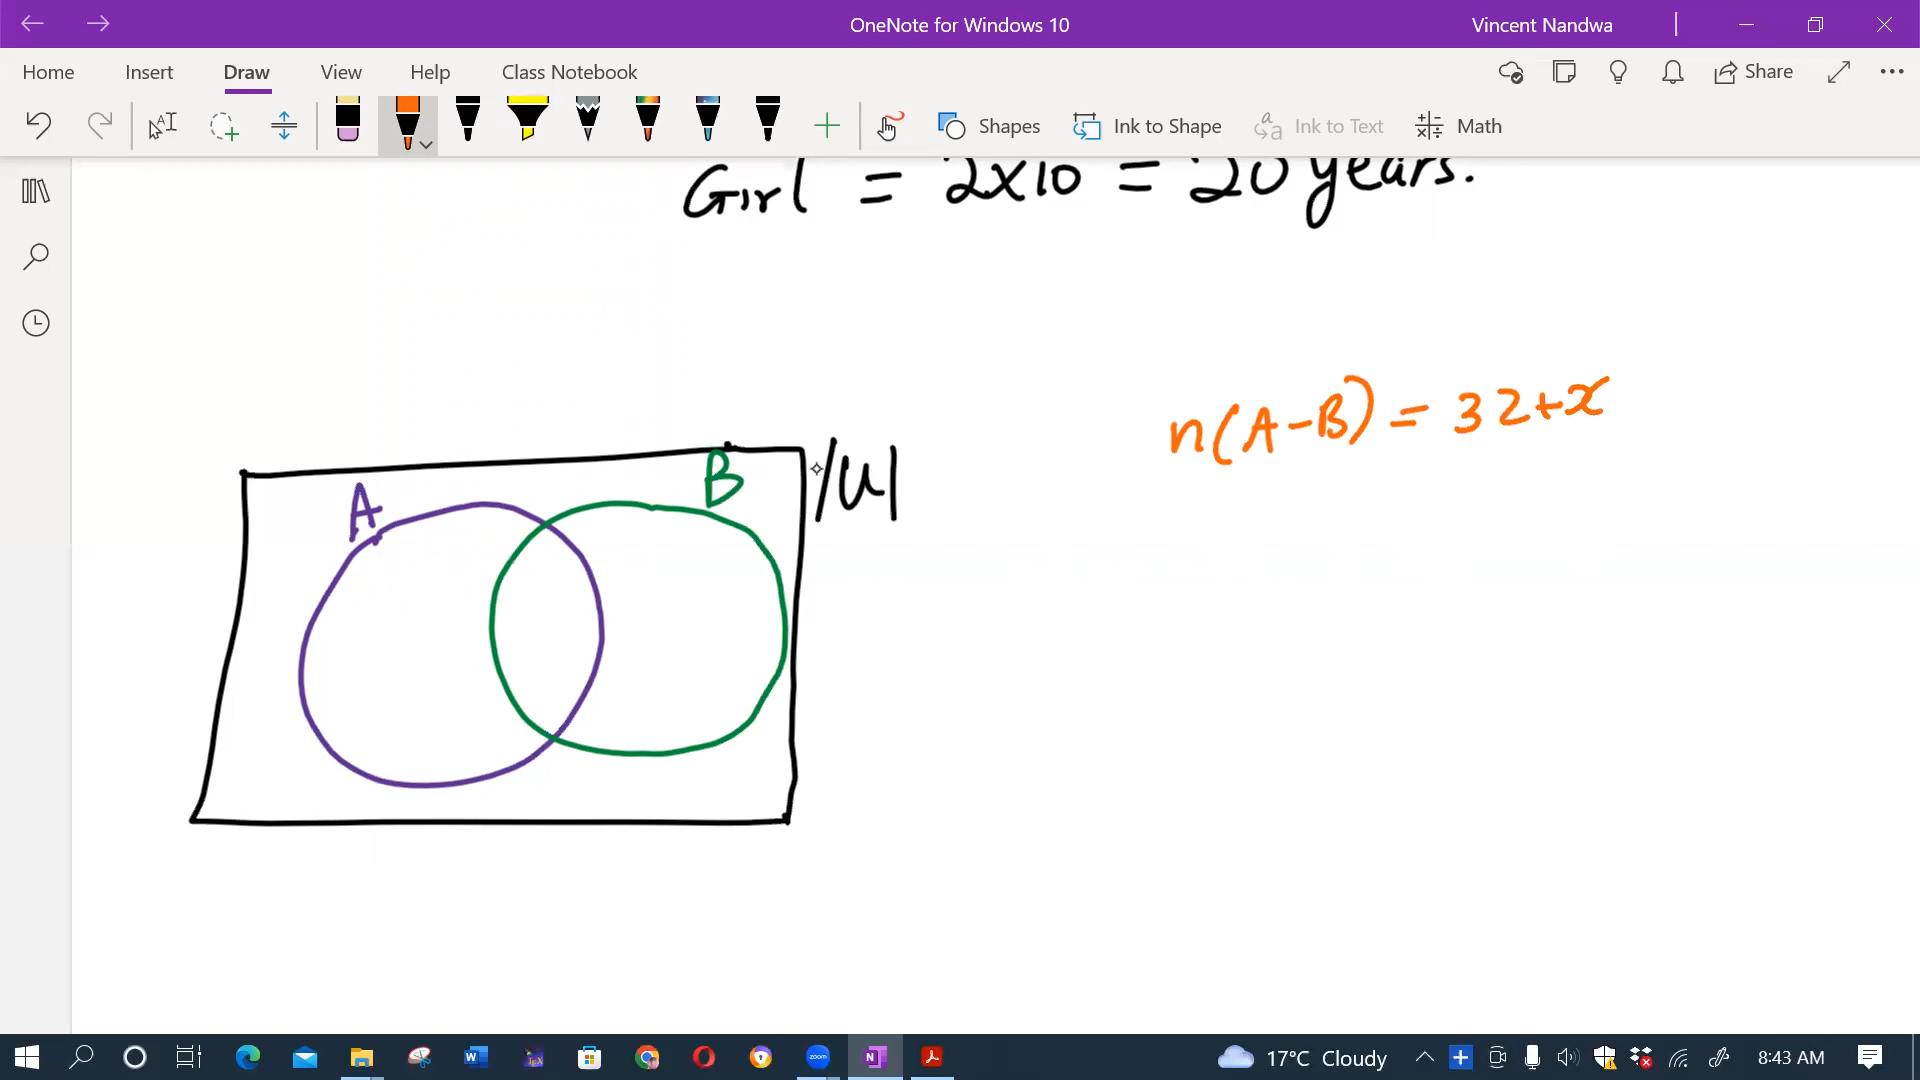 OneNote for Windows 10
Vincent Nandwa
Home Insert Draw View Help Class Notebook
Share
Shapes Ink to Shape Ink to Text Math
Girl = 2x10 = 20 years.
n(A-B) = 32+x
A
B
|U|
17°C Cloudy
8:43 AM